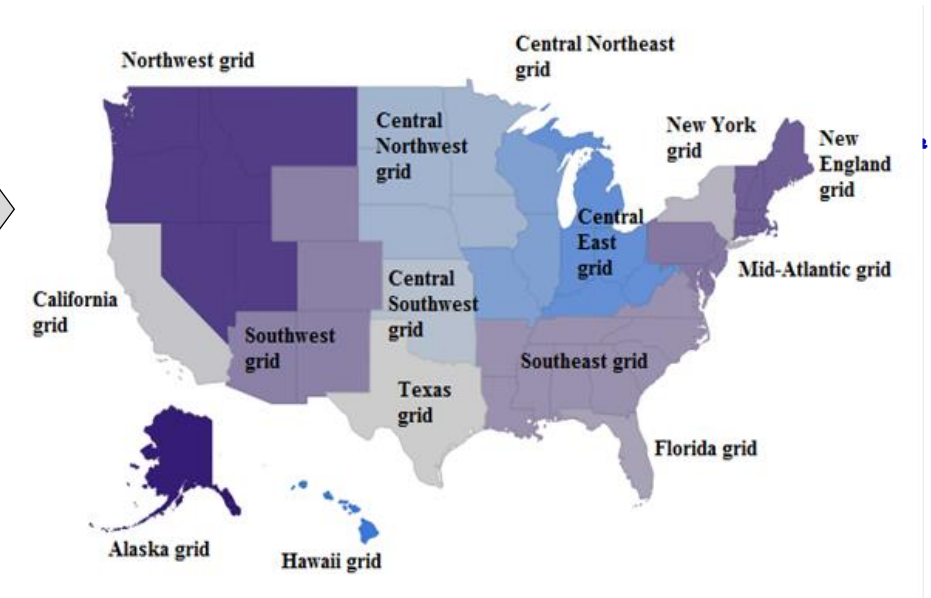 Central Northeast
grid
Northwest grid
Central
Northwest
grid
New York
grid
New
England
grid
Central
East
grid
Mid-Atlantic grid
California
grid
Central
Southwest
grid
Southwest
grid
Southeast grid
Texas
grid
Florida grid
Alaska grid
Hawaii grid